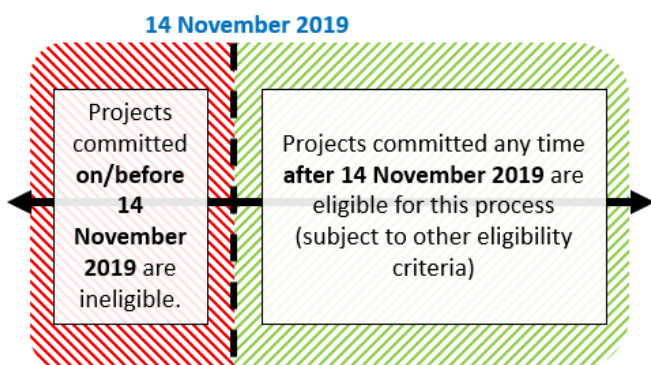 14 November 2019
Projects
committed
on/before
14
November
2019 are
ineligible.
Projects committed any time
after 14 November 2019 are
eligible for this process
(subject to other eligibility
criteria)